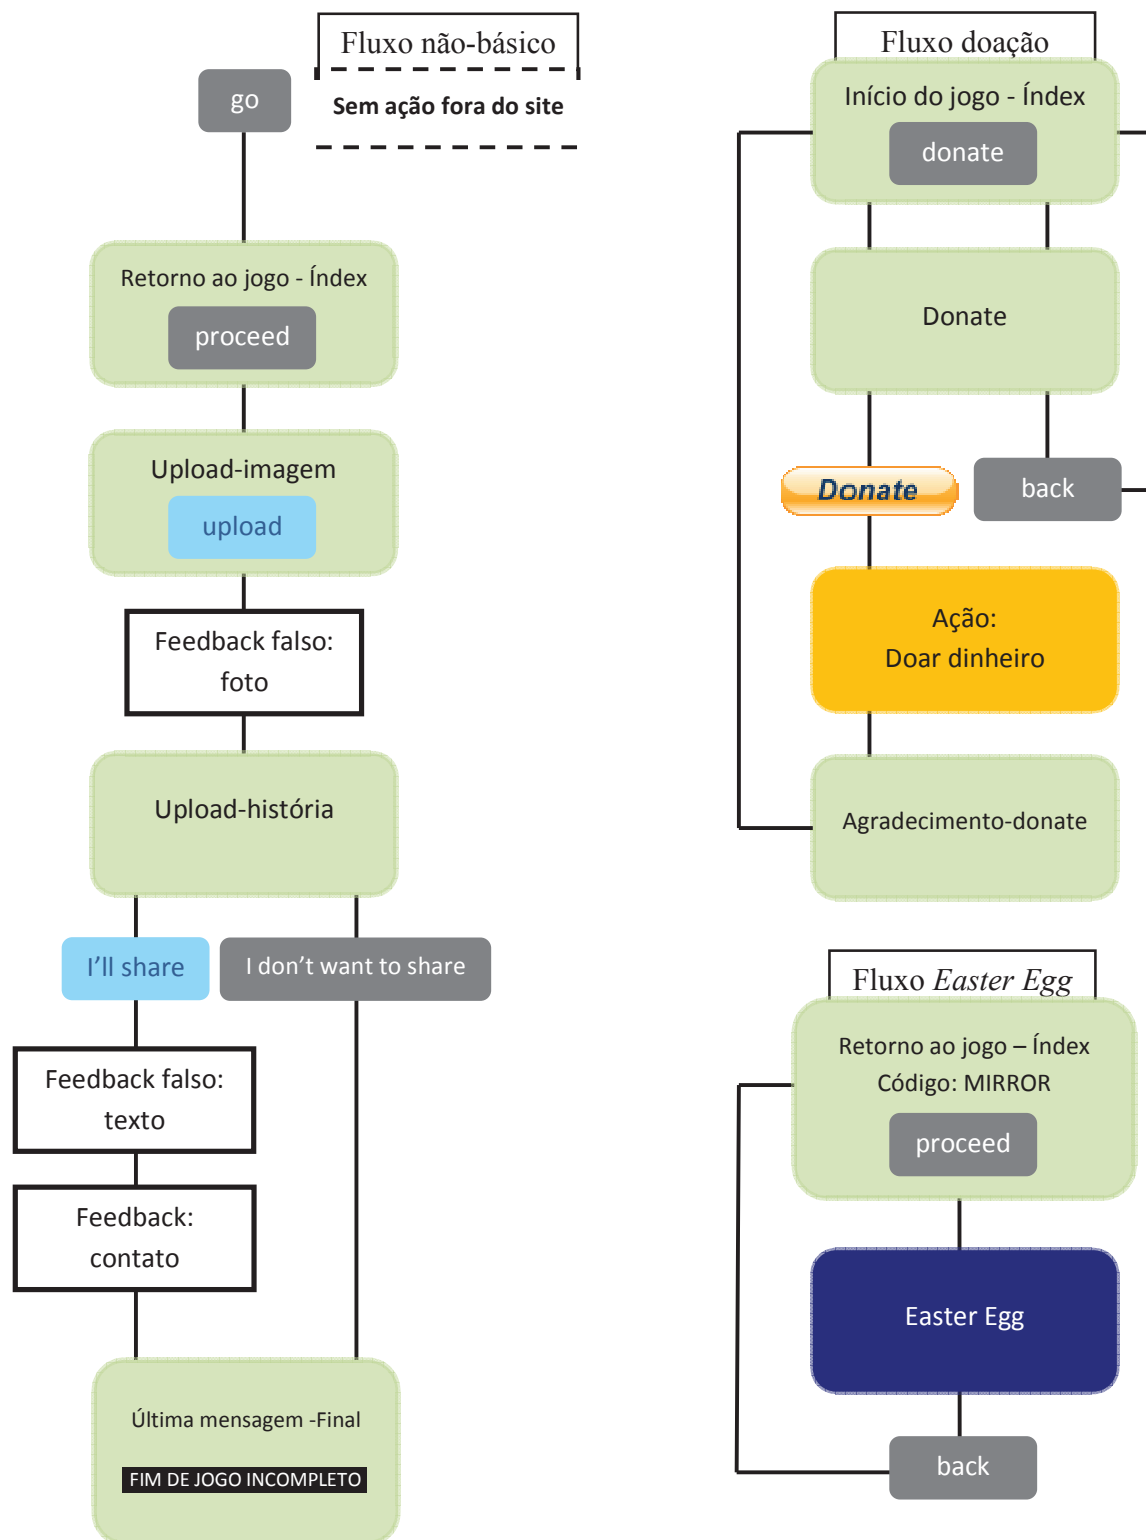 Fluxo não-básico
go
Sem ação fora do site
Retorno ao jogo - Índex
proceed
Upload-imagem
upload
Feedback falso:
foto
Upload-história
I'll share
I don't want to share
Feedback falso:
texto
Feedback:
contato
Última mensagem -Final
FIM DE JOGO INCOMPLETO
Fluxo doação
Início do jogo - Índex
donate
Donate
Donate
back
Ação:
Doar dinheiro
Agradecimento-donate
Fluxo Easter Egg
Retorno ao jogo – Índex
Código: MIRROR
proceed
Easter Egg
back